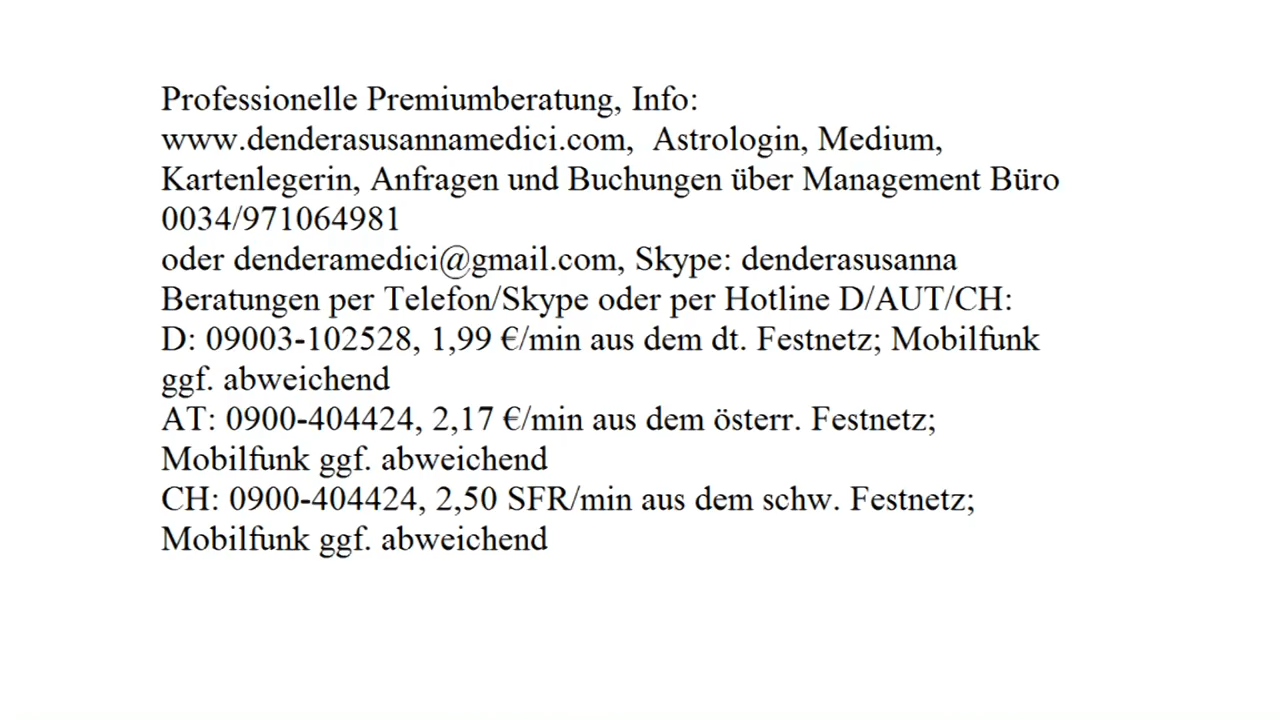 Professionelle Premiumberatung, Info:
www.denderasusannamedici.com,  Astrologin, Medium,
Kartenlegerin, Anfragen und Buchungen über Management Büro
0034/971064981
oder denderamedici@gmail.com, Skype: denderasusanna
Beratungen per Telefon/Skype oder per Hotline D/AUT/CH:
D: 09003-102528, 1,99 €/min aus dem dt. Festnetz; Mobilfunk
ggf. abweichend
AT: 0900-404424, 2,17 €/min aus dem österr. Festnetz;
Mobilfunk ggf. abweichend
CH: 0900-404424, 2,50 SFR/min aus dem schw. Festnetz;
Mobilfunk ggf. abweichend